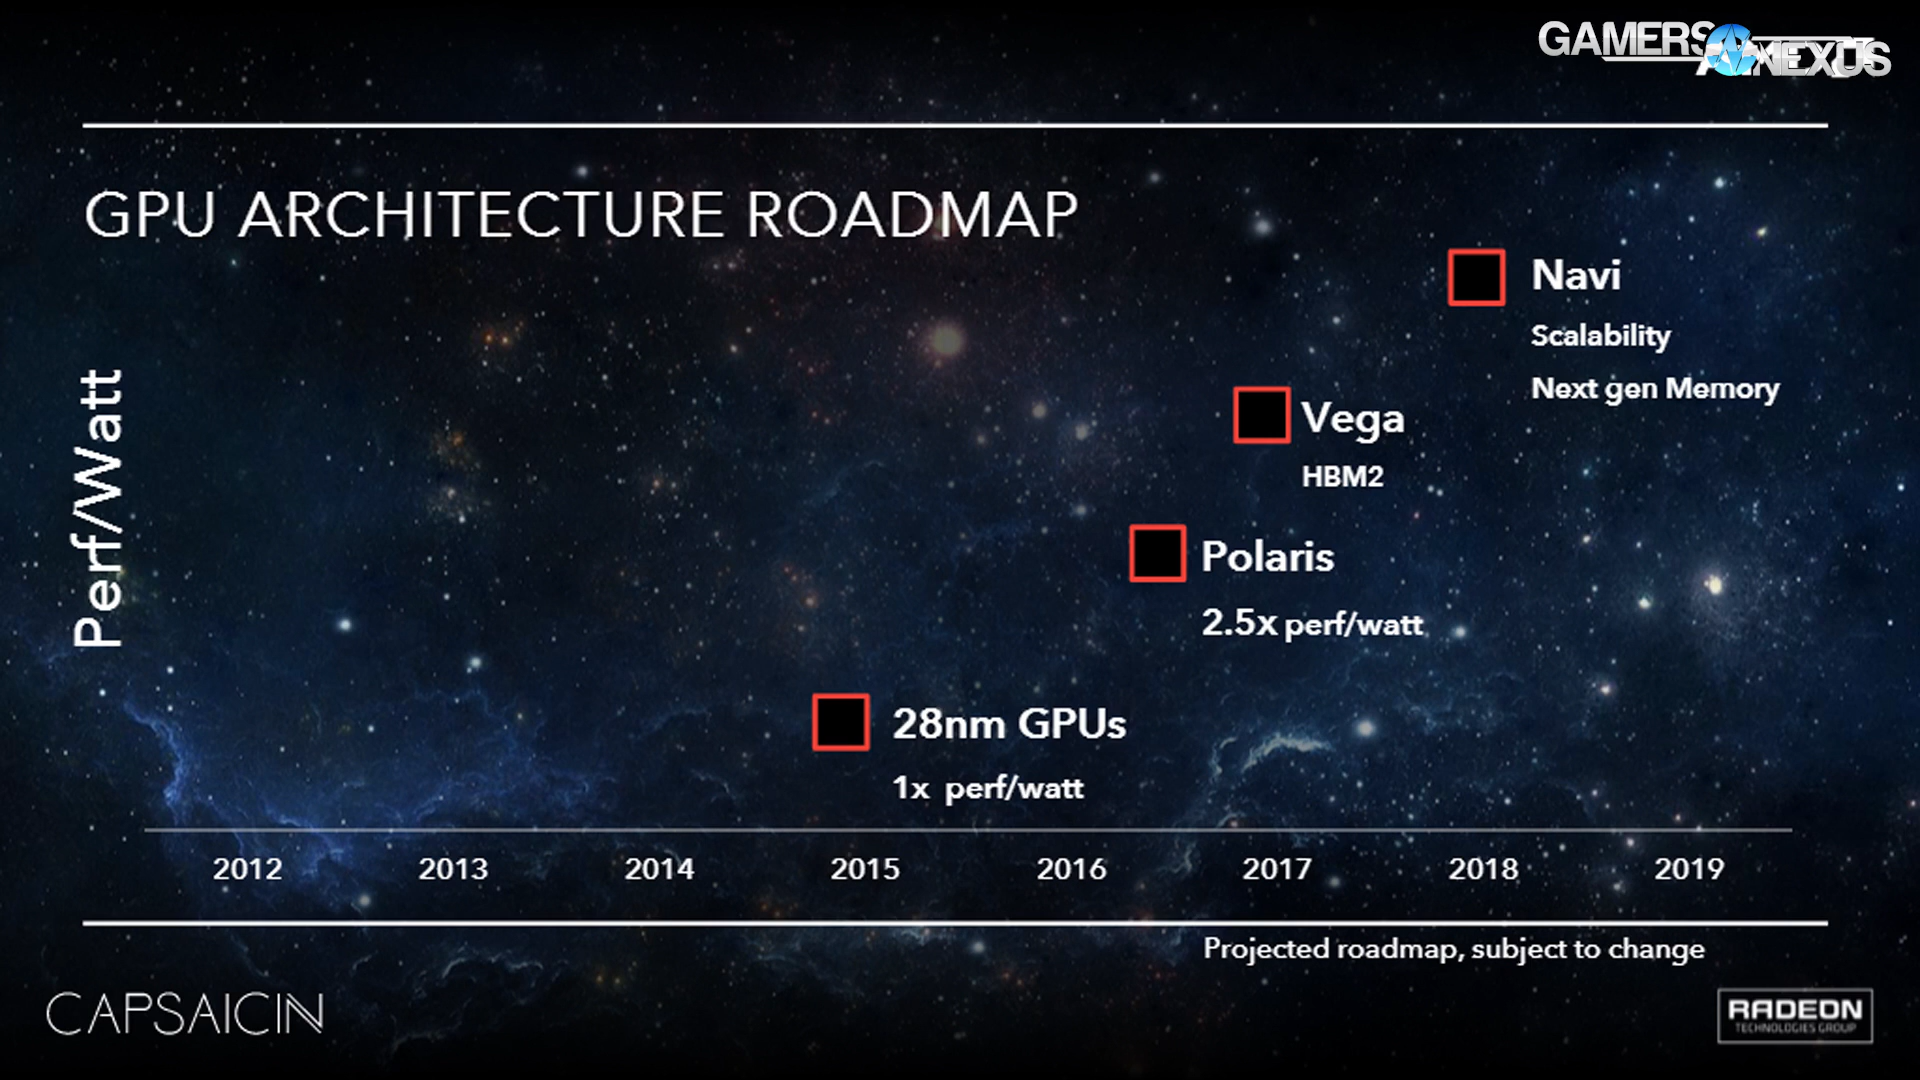 GAMERS NEXUS
GPU ARCHITECTURE ROADMAP
Perf/Watt
Navi
Scalability
Next gen Memory
Vega
HBM2
Polaris
2.5x perf/watt
28nm GPUs
1x perf/watt
2012 2013 2014 2015 2016 2017 2018 2019
Projected roadmap, subject to change
CAPSAICIN
RADEON
TECHNOLOGIES GROUP